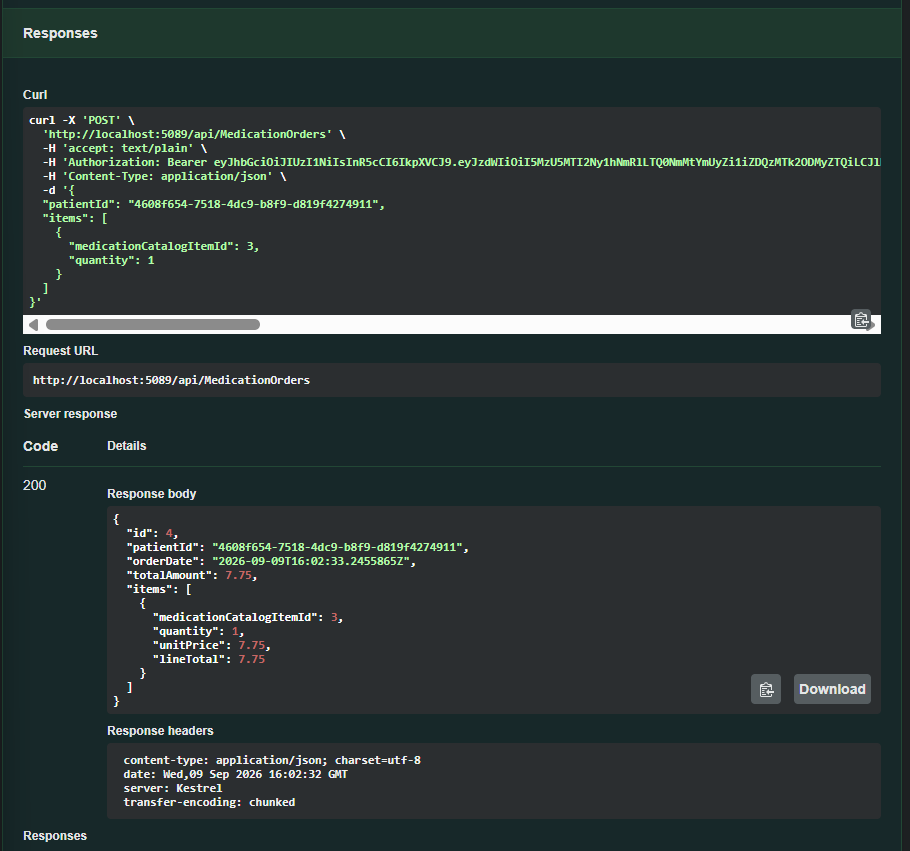 Responses
Curl
curl -X 'POST' \
  'http://localhost:5089/api/MedicationOrders' \
  -H 'accept: text/plain' \
  -H 'Authorization: Bearer eyJhbGciOiJIUzI1NiIsInR5cCI6IkpXVCJ9.eyJzdWIiOiI5MzU5MTI2Ny1hNmRlLTQ0NmMtYmUyZi1iZDQzMTk2ODMyZTQiLCJl
  -H 'Content-Type: application/json' \
  -d '{
  "patientId": "4608f654-7518-4dc9-b8f9-d819f4274911",
  "items": [
    {
      "medicationCatalogItemId": 3,
      "quantity": 1
    }
  ]
}'
Request URL
http://localhost:5089/api/MedicationOrders
Server response
Code Details
200
Response body
{
  "id": 4,
  "patientId": "4608f654-7518-4dc9-b8f9-d819f4274911",
  "orderDate": "2026-09-09T16:02:33.2455865Z",
  "totalAmount": 7.75,
  "items": [
    {
      "medicationCatalogItemId": 3,
      "quantity": 1,
      "unitPrice": 7.75,
      "lineTotal": 7.75
    }
  ]
}
Download
Response headers
content-type: application/json; charset=utf-8
date: Wed,09 Sep 2026 16:02:32 GMT
server: Kestrel
transfer-encoding: chunked
Responses